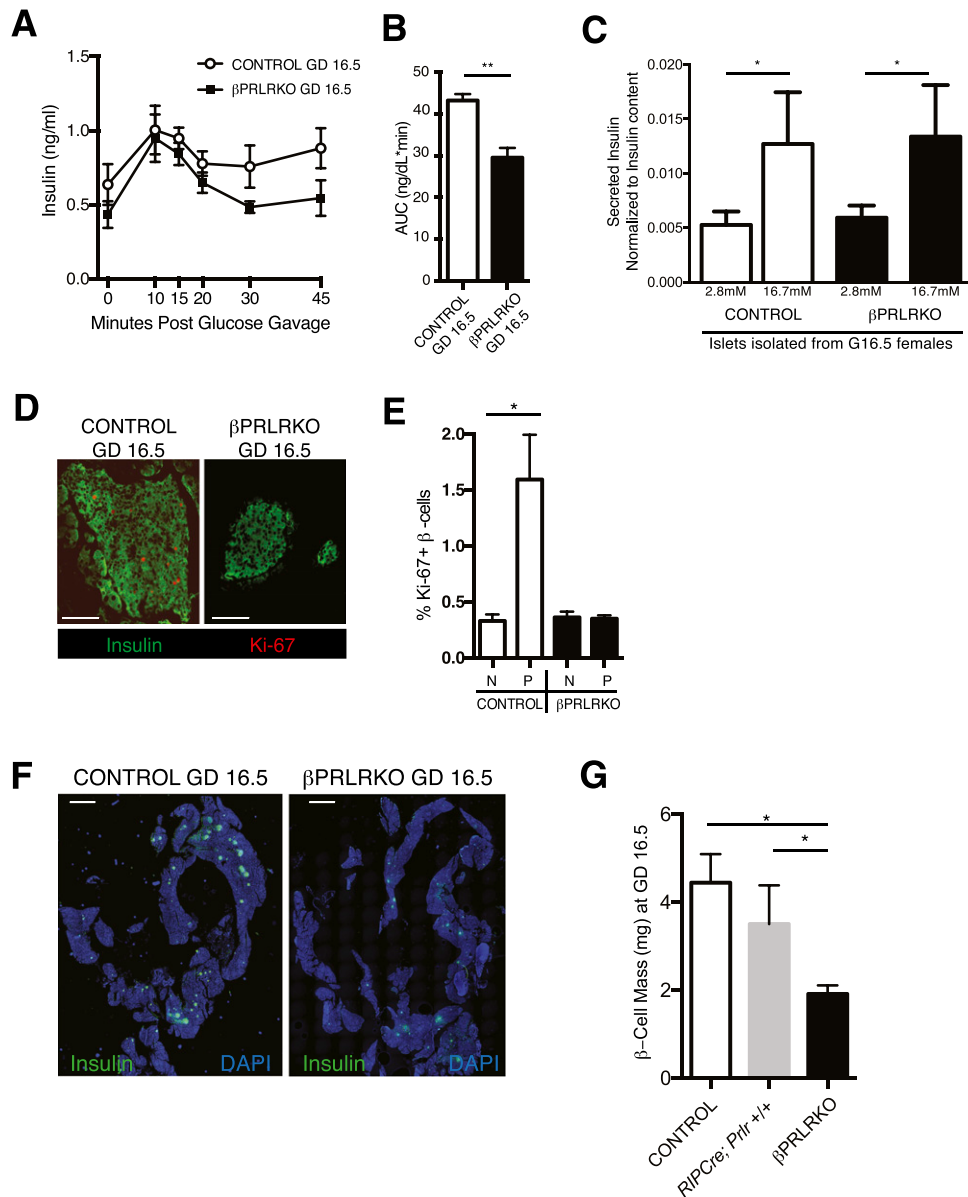 A
1.5
1.0
0.5
0.0
Insulin (ng/ml)
CONTROL GD 16.5
βPRLRKO GD 16.5
0 10 15 20 30 45
Minutes Post Glucose Gavage
B
**
50
40
30
20
10
0
AUC (ng/dL*min)
CONTROL
GD 16.5
βPRLRKO
GD 16.5
C
* *
0.020
0.015
0.010
0.005
0.000
Secreted Insulin
Normalized to Insulin content
2.8mM 16.7mM 2.8mM 16.7mM
CONTROL βPRLRKO
Islets isolated from G16.5 females
D
CONTROL
GD 16.5
βPRLRKO
GD 16.5
Insulin Ki-67
E
*
2.0
1.5
1.0
0.5
0.0
% Ki-67+ β -cells
N P N P
CONTROL βPRLRKO
F
CONTROL GD 16.5 βPRLRKO GD 16.5
Insulin DAPI Insulin DAPI
G
*
*
6
4
2
0
β-Cell Mass (mg) at GD 16.5
CONTROL
RIPCre; Prlr +/+
βPRLRKO